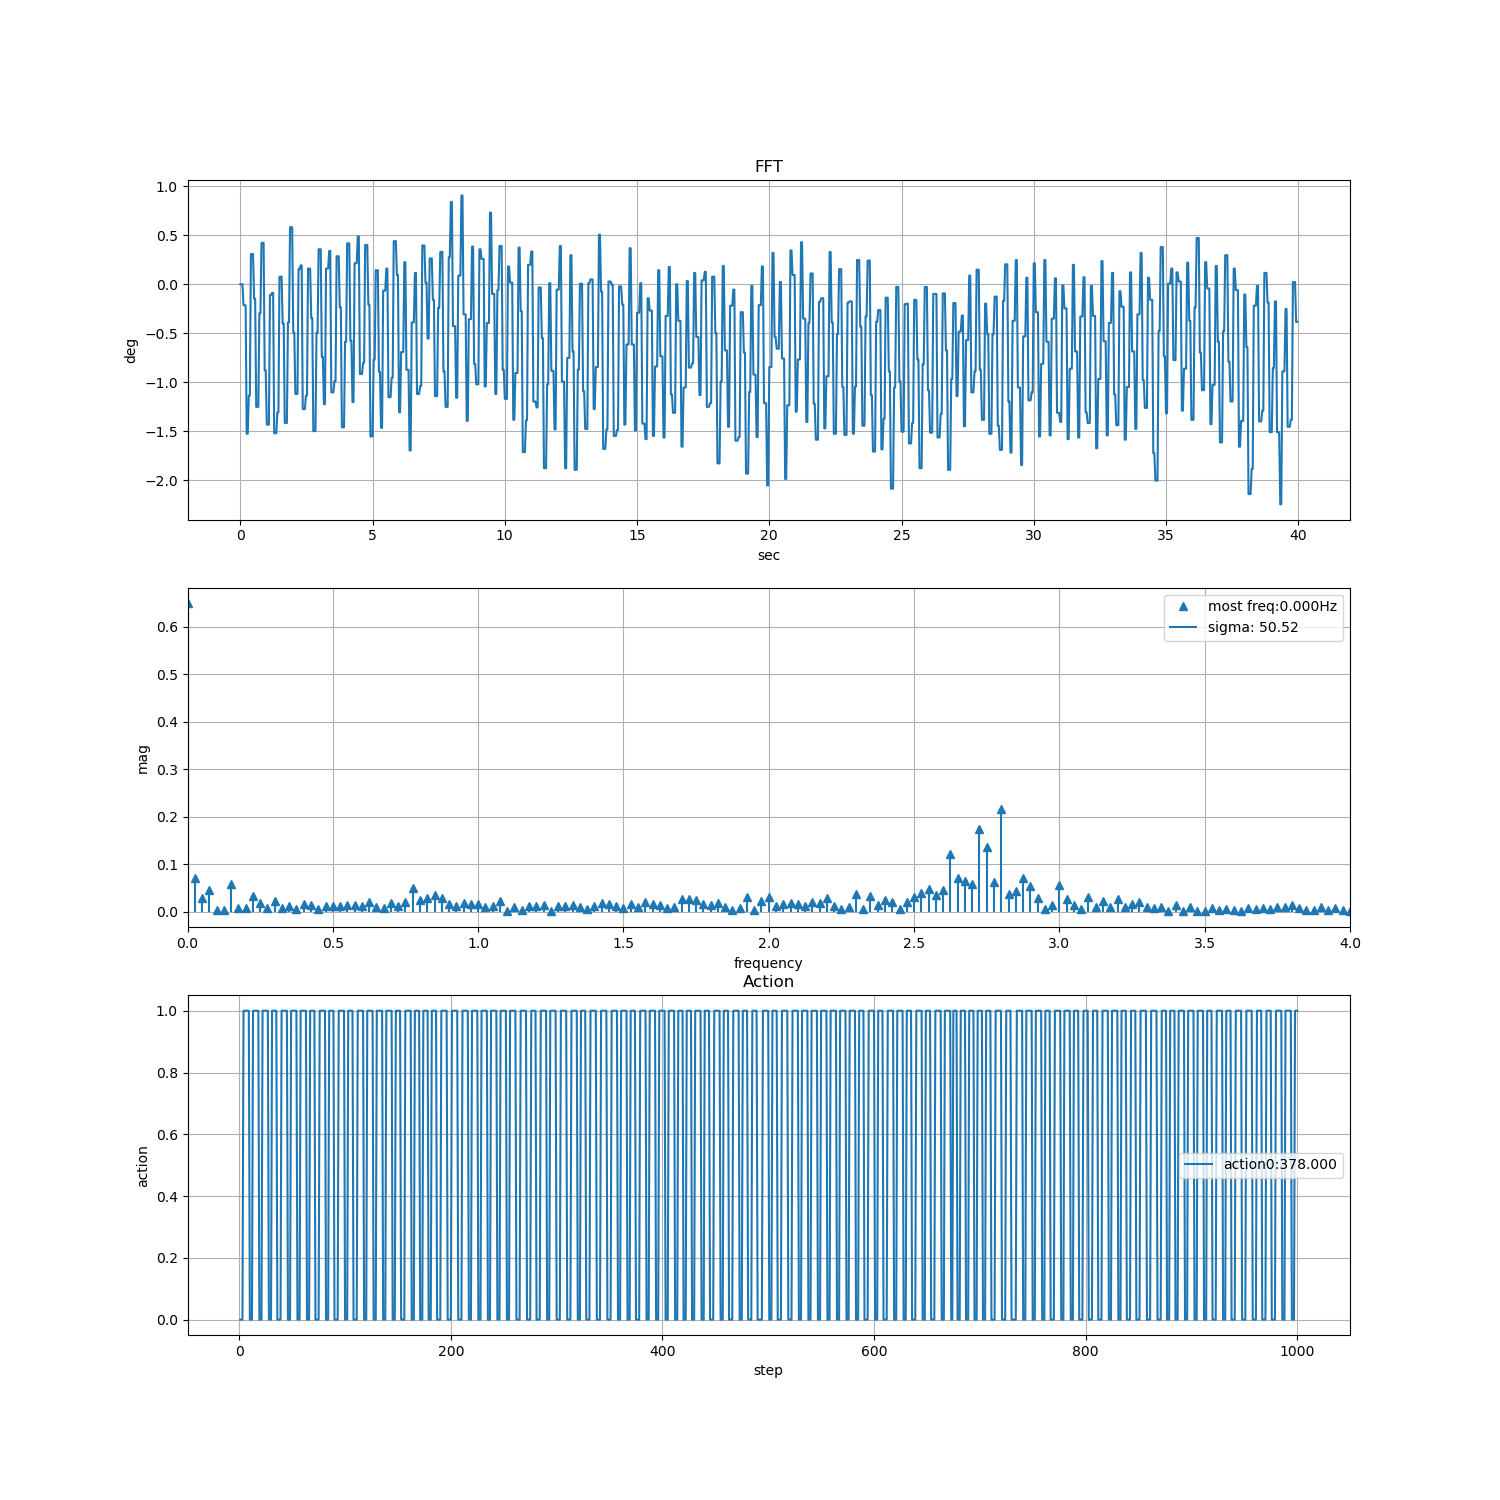 FFT
1.0
0.5
0.0
−0.5
−1.0
−1.5
−2.0
deg
0 5 10 15 20 25 30 35 40
sec
most freq:0.000Hz
sigma: 50.52
0.6
0.5
0.4
0.3
0.2
0.1
0.0
mag
0.0 0.5 1.0 1.5 2.0 2.5 3.0 3.5 4.0
frequency
Action
1.0
0.8
0.6
0.4
0.2
0.0
action
action0:378.000
0 200 400 600 800 1000
step